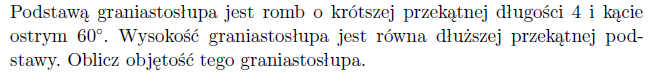 Podstawą graniastosłupa jest romb o krótszej przekątnej długości 4 i kącie
ostrym 60°. Wysokość graniastosłupa jest równa dłuższej przekątnej pod-
stawy. Oblicz objętość tego graniastosłupa.